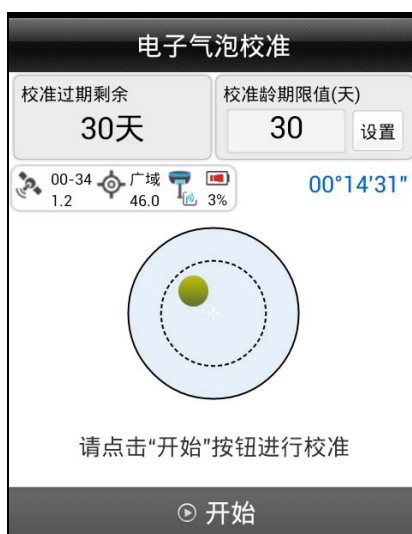 电子气泡校准
校准过期剩余
30天
校准龄期限值(天)
30 设置
00-34 广域
1.2 46.0 3%
00°14'31"
请点击“开始”按钮进行校准
开始